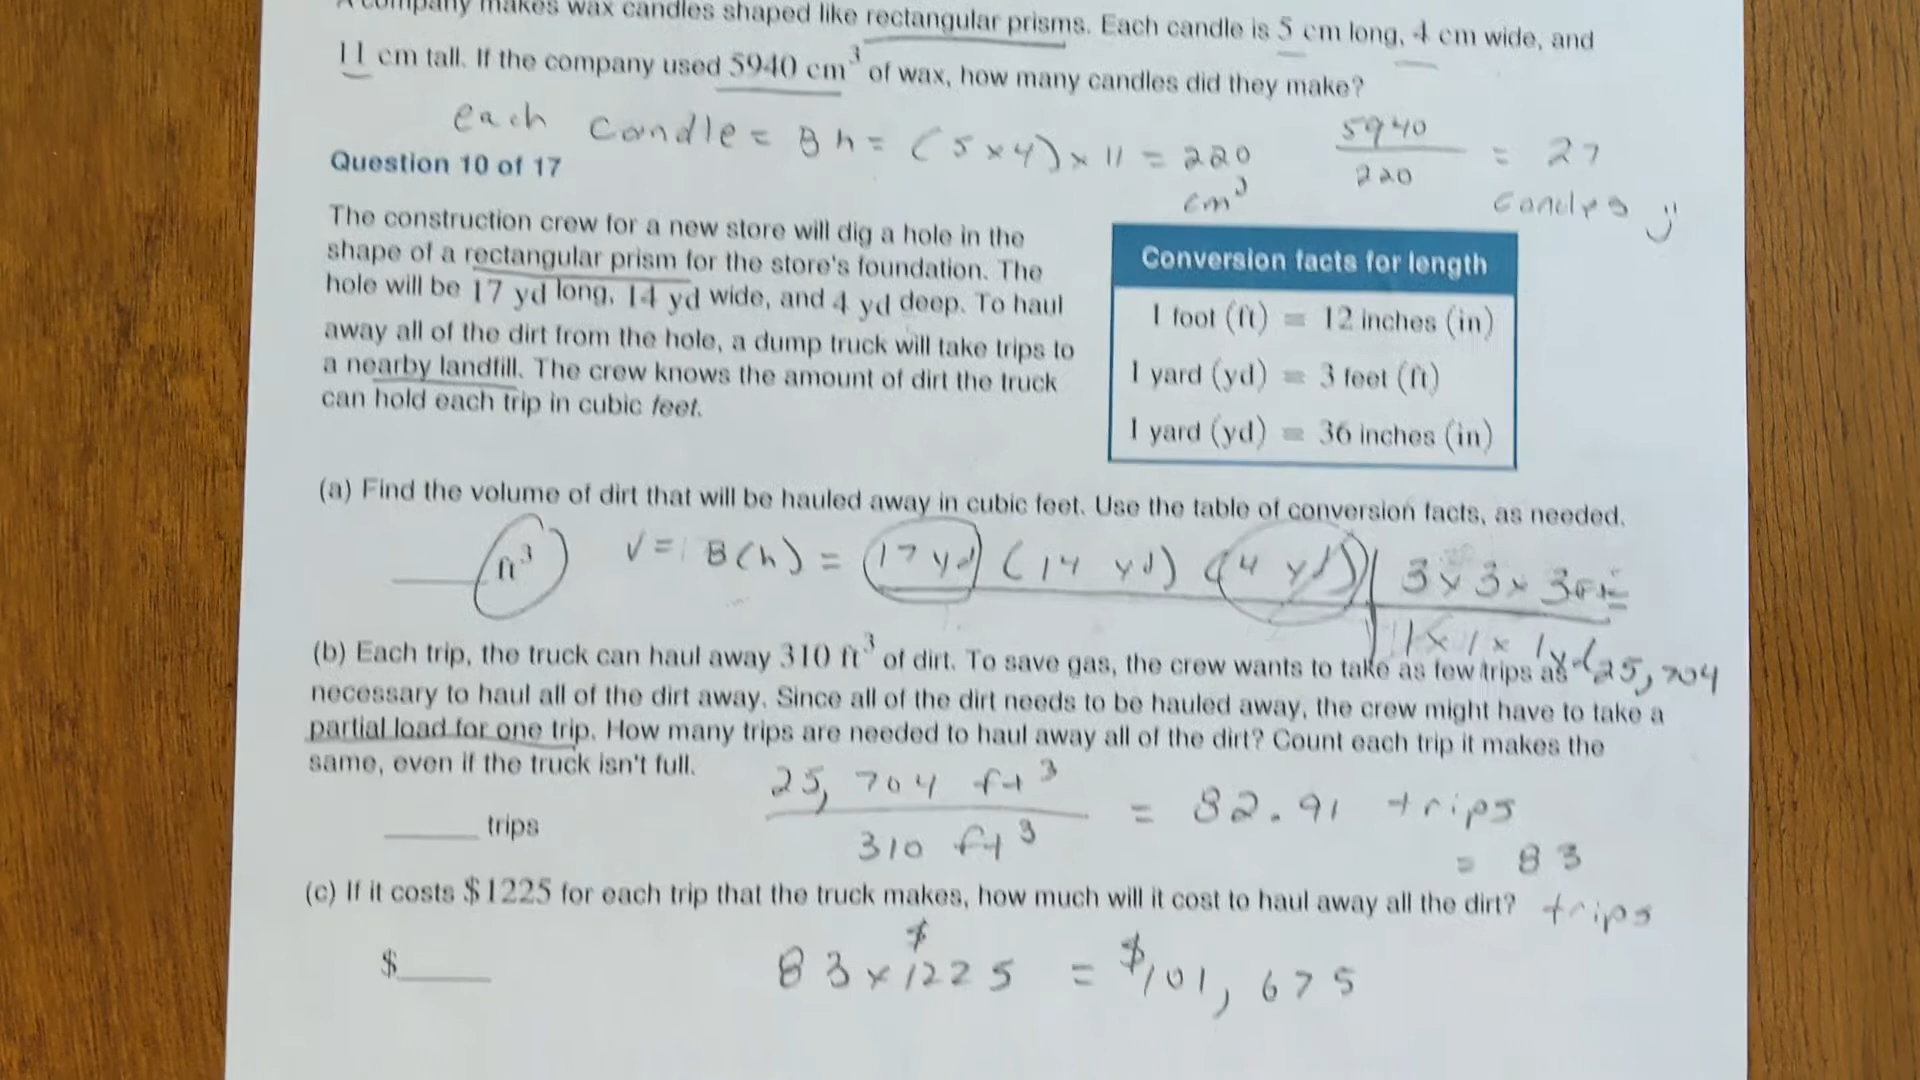 A company makes wax candles shaped like rectangular prisms. Each candle is 5 cm long, 4 cm wide, and
11 cm tall. If the company used 5940 cm³ of wax, how many candles did they make?
each candle = Bh = (5×4)×11 = 220 cm³
5940
220
= 27
candles
Question 10 of 17
The construction crew for a new store will dig a hole in the
shape of a rectangular prism for the store's foundation. The
hole will be 17 yd long, 14 yd wide, and 4 yd deep. To haul
away all of the dirt from the hole, a dump truck will take trips to
a nearby landfill. The crew knows the amount of dirt the truck
can hold each trip in cubic feet.
Conversion facts for length
1 foot (ft) = 12 inches (in)
1 yard (yd) = 3 feet (ft)
1 yard (yd) = 36 inches (in)
(a) Find the volume of dirt that will be hauled away in cubic feet. Use the table of conversion facts, as needed.
____ ft³
V = B(h) = (17 yd) (14 yd) (4 yd) | 3×3×3 ft =
1×1×1 yd
25,704
(b) Each trip, the truck can haul away 310 ft³ of dirt. To save gas, the crew wants to take as few trips as
necessary to haul all of the dirt away. Since all of the dirt needs to be hauled away, the crew might have to take a
partial load for one trip. How many trips are needed to haul away all of the dirt? Count each trip it makes the
same, even if the truck isn't full.
25,704 ft³
310 ft³
= 82.91 trips
= 83
trips
____ trips
(c) If it costs $1225 for each trip that the truck makes, how much will it cost to haul away all the dirt?
$____
83×$1225 = $101,675